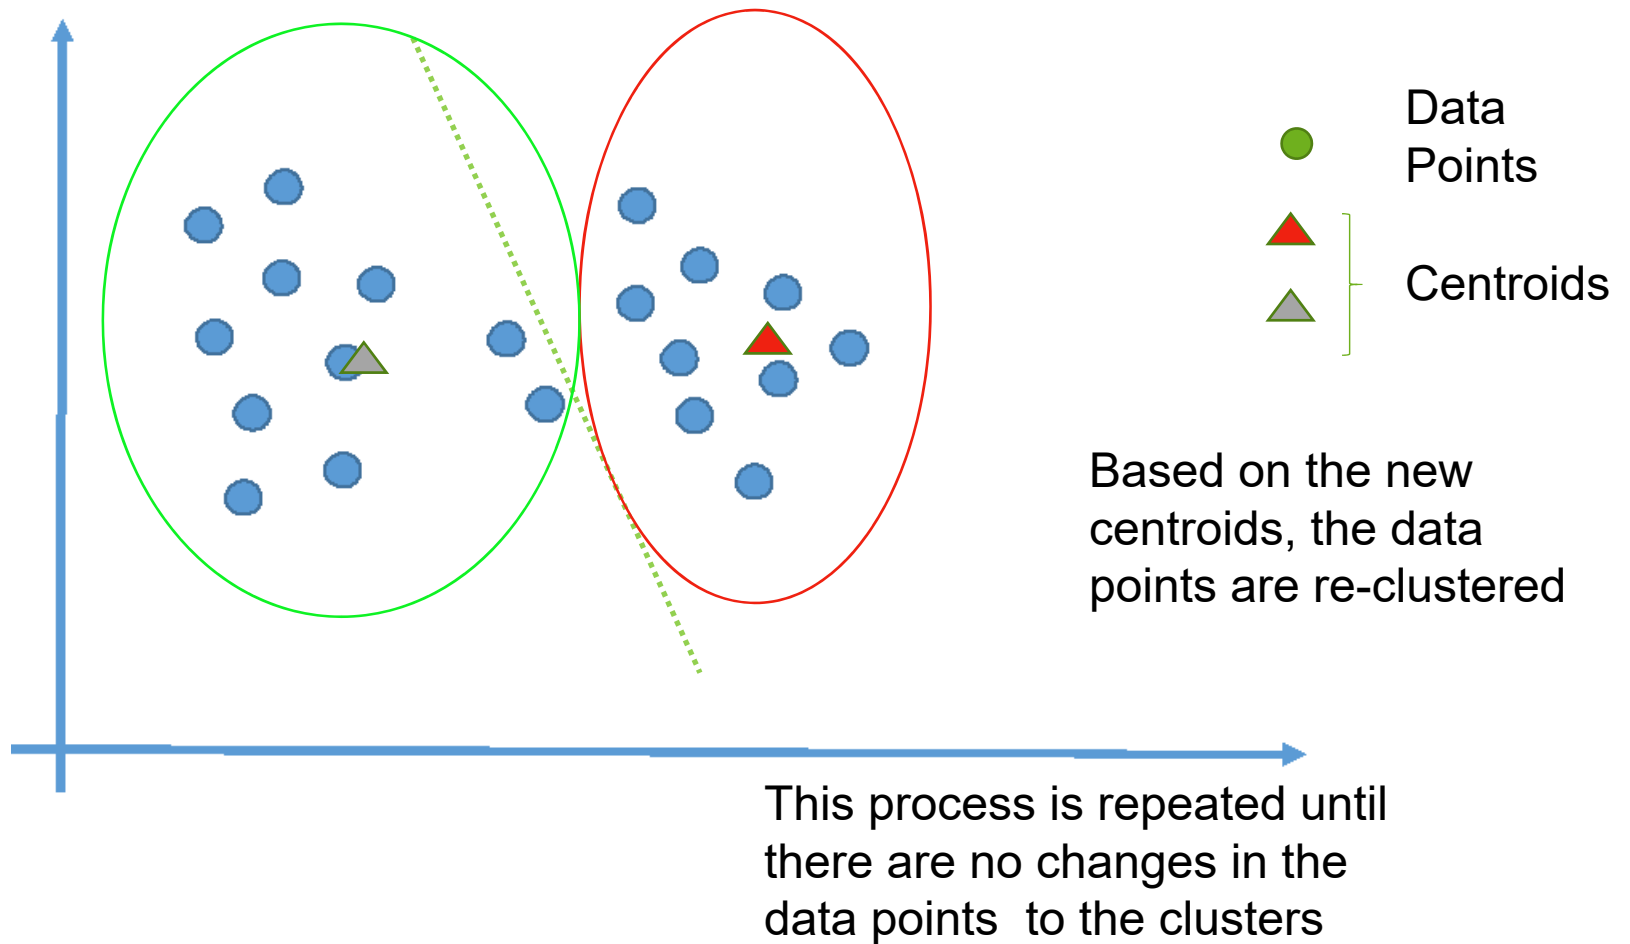 Data
Points
Centroids
Based on the new
centroids, the data
points are re-clustered
This process is repeated until
there are no changes in the
data points  to the clusters